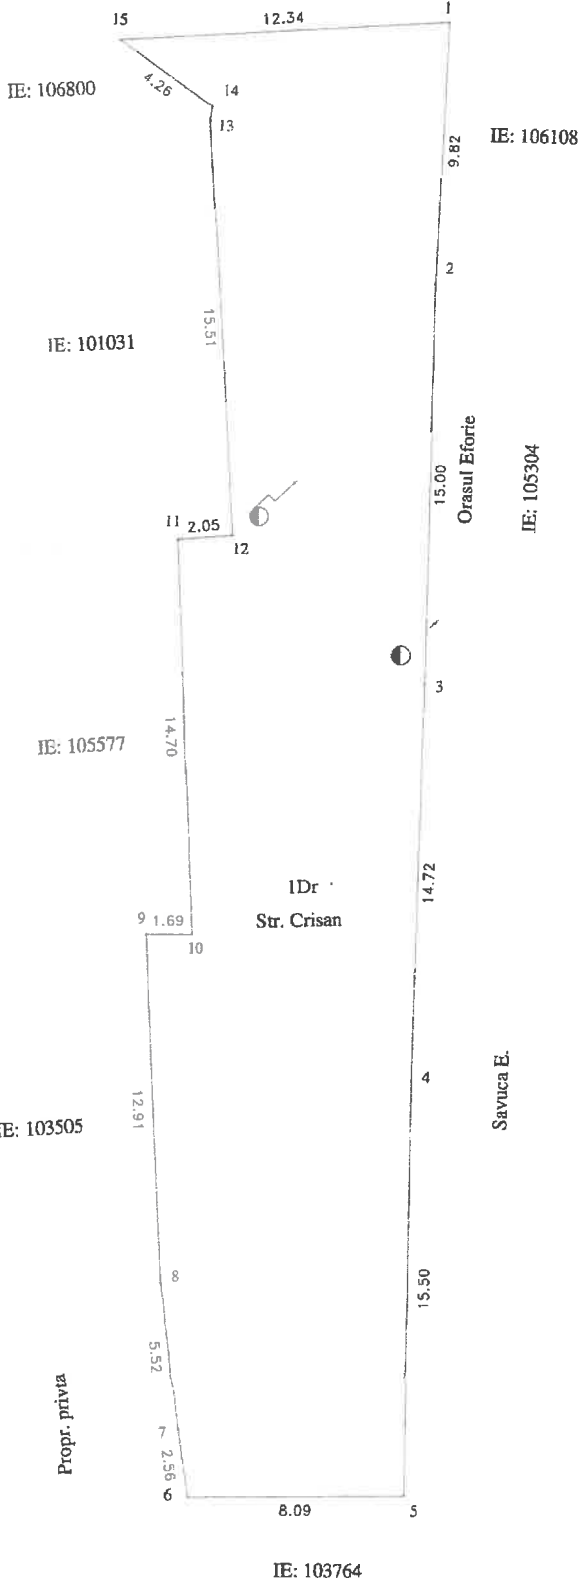 15
12.34
1
IE: 106800
4.26
14
13
IE: 106108
9.82
2
15.51
IE: 101031
Orasul Eforie
15.00
IE: 105304
11
2.05
12
3
IE: 105577
14.70
14.72
1Dr
Str. Crisan
9
1.69
10
4
Savuca E.
12.91
IE: 103505
8
15.50
5.52
Propr. privta
7
2.56
6
8.09
5
IE: 103764